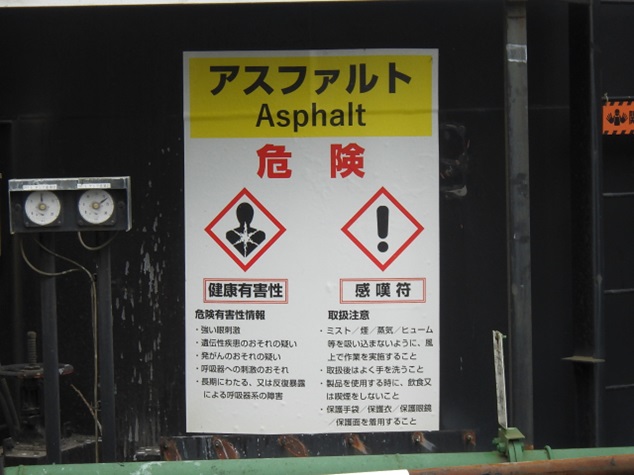 アスファルト
Asphalt
危険
健康有害性
感嘆符
危険有害性情報
・強い眼刺激
・遺伝性疾患のおそれの疑い
・発がんのおそれの疑い
・呼吸器への刺激のおそれ
・長期にわたる、又は反復暴露
による呼吸器系の障害
取扱注意
・ミスト／煙／蒸気／ヒューム
等を吸い込まないように、風
上で作業を実施すること
・取扱後はよく手を洗うこと
・製品を使用する時に、飲食又
は喫煙をしないこと
・保護手袋／保護衣／保護眼鏡
／保護面を着用すること